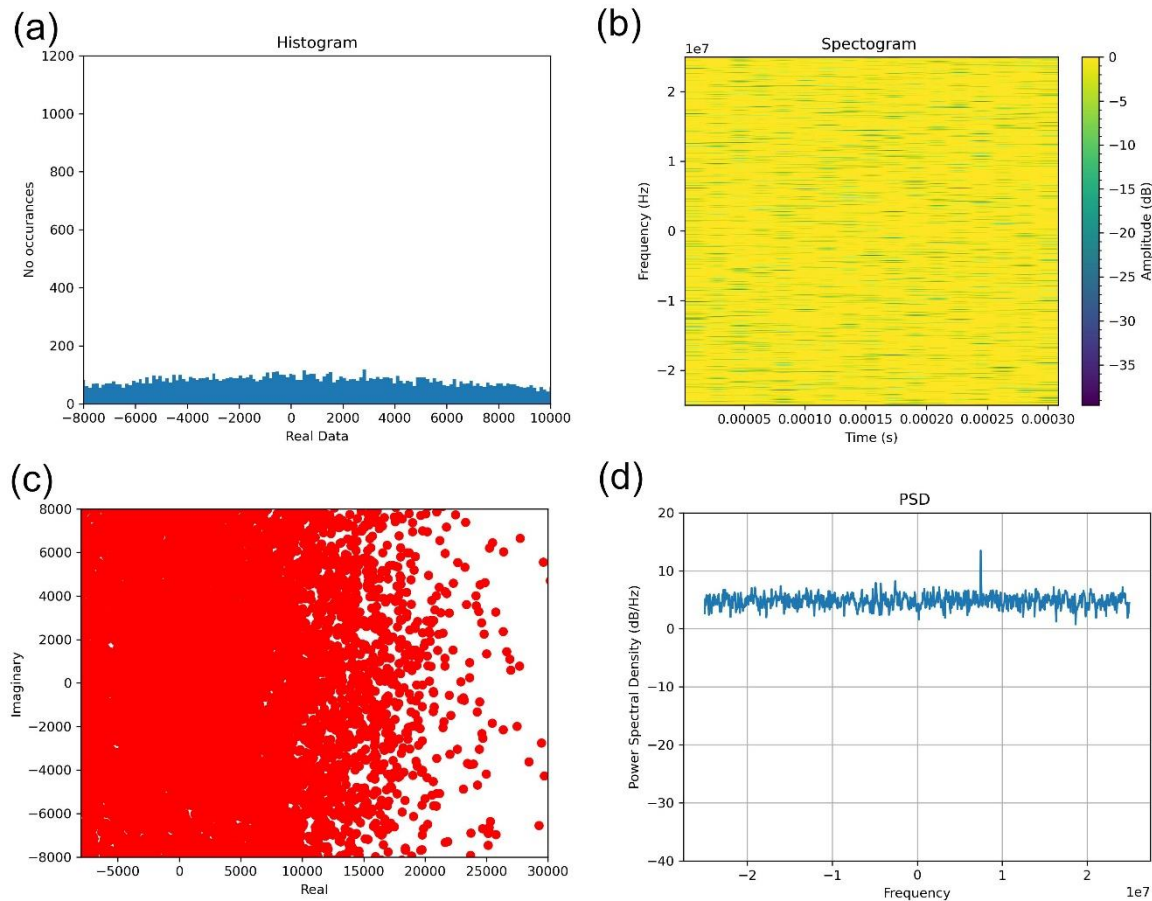 (a)
Histogram
1200
1000
800
600
400
200
0
No occurances
−8000 −6000 −4000 −2000 0 2000 4000 6000 8000 10000
Real Data
(b)
Spectogram
1e7
2
1
0
−1
−2
Frequency (Hz)
0.00005 0.00010 0.00015 0.00020 0.00025 0.00030
Time (s)
0
−5
−10
−15
−20
−25
−30
−35
Amplitude (dB)
(c)
8000
6000
4000
2000
0
−2000
−4000
−6000
−8000
Imaginary
−5000 0 5000 10000 15000 20000 25000 30000
Real
(d)
PSD
20
10
0
−10
−20
−30
−40
Power Spectral Density (dB/Hz)
−2 −1 0 1 2
1e7
Frequency